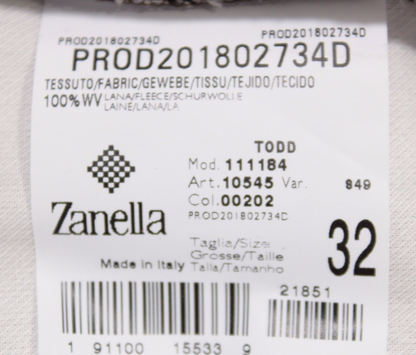 PROD201802734D PROD201802734D
PROD201802734D
TESSUTO/FABRIC/GEWEBE/TISSU/TEJIDO/TECIDO
100% WV LANA/FLEECE/SCHURWOLLE
LAINE/LANA/LA
TODD
Mod. 111184
Art. 10545 Var. 949
Col. 00202
PROD201802734D
Zanella
Taglia/Size
Grosse/Taille
Talla/Tamanho
32
Made in Italy
21851
1 91100 15533 9